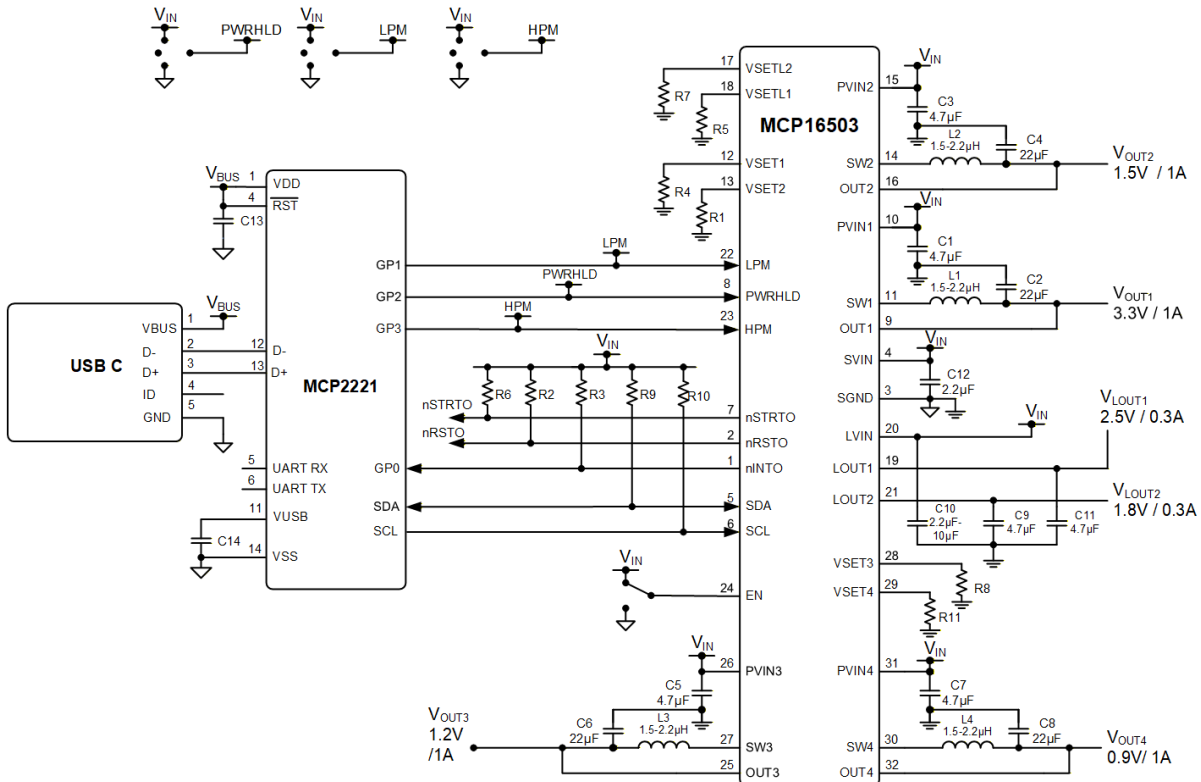 VIN
PWRHLD
VIN
LPM
VIN
HPM
MCP16503
17
VSETL2
R7
18
VSETL1
R5
12
VSET1
R4
13
VSET2
R1
LPM
22
LPM
PWRHLD
8
PWRHLD
HPM
23
HPM
VIN
R6
R2
R3
R9
R10
nSTRTO
7
nSTRTO
nRSTO
2
nRSTO
1
nINTO
5
SDA
6
SCL
VIN
24
EN
VIN
26
PVIN3
C5
4.7µF
VOUT3
1.2V
/1A
C6
22µF
L3
1.5-2.2µH
27
SW3
25
OUT3
VBUS
1
VDD
4
RST
C13
GP1
GP2
GP3
MCP2221
12
D-
13
D+
5
UART RX
GP0
6
UART TX
SDA
11
VUSB
SCL
C14
14
VSS
USB C
VBUS
VBUS
1
D-
2
D+
3
ID
4
GND
5
VIN
PVIN2
15
C3
4.7µF
L2
1.5-2.2µH
C4
22µF
SW2
14
OUT2
16
VOUT2
1.5V / 1A
VIN
PVIN1
10
C1
4.7µF
L1
1.5-2.2µH
C2
22µF
SW1
11
OUT1
9
VOUT1
3.3V / 1A
VIN
SVIN
4
C12
2.2µF
SGND
3
LVIN
20
VIN
LOUT1
19
VLOUT1
2.5V / 0.3A
LOUT2
21
VLOUT2
1.8V / 0.3A
C10
2.2µF-
10µF
C9
4.7µF
C11
4.7µF
VSET3
28
R8
VSET4
29
R11
VIN
PVIN4
31
C7
4.7µF
L4
1.5-2.2µH
C8
22µF
SW4
30
OUT4
32
VOUT4
0.9V/ 1A